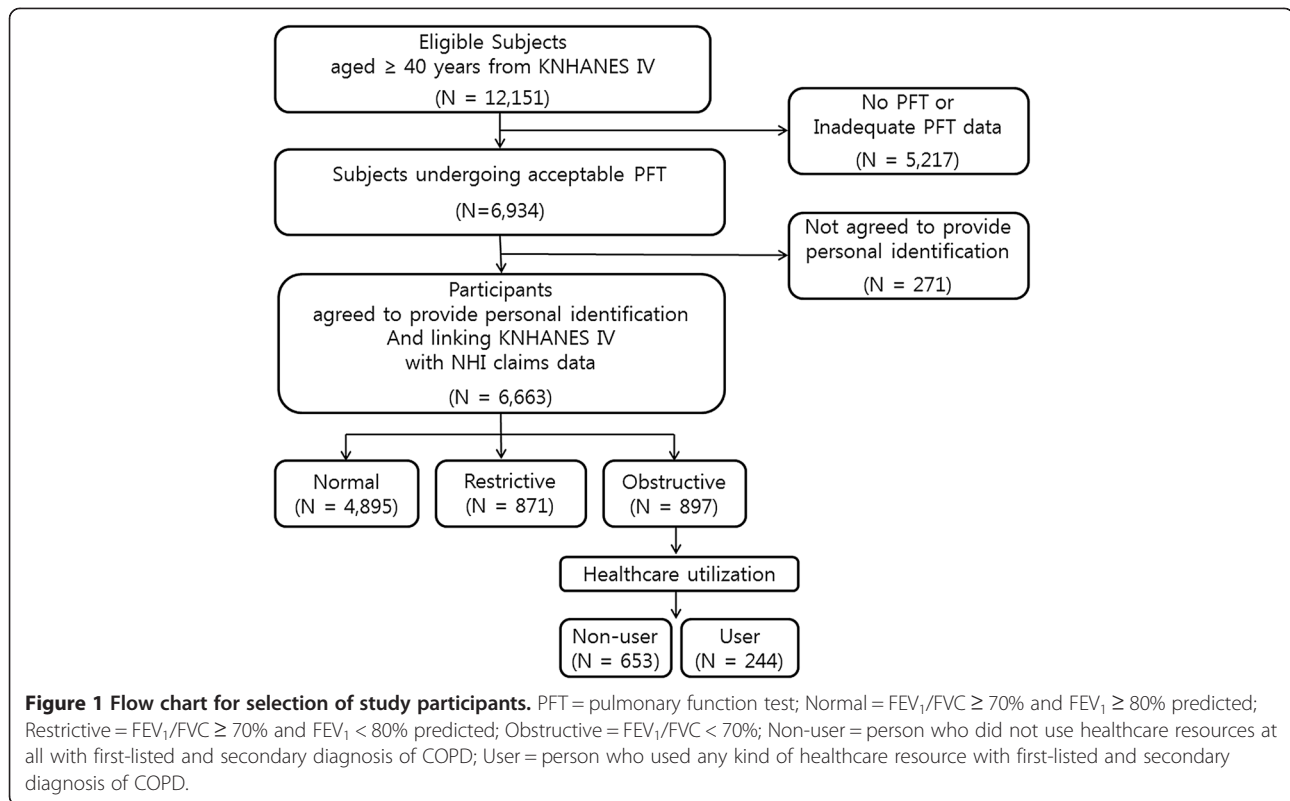 Eligible Subjects
aged ≥ 40 years from KNHANES IV
(N = 12,151)
No PFT or
Inadequate PFT data
(N = 5,217)
Subjects undergoing acceptable PFT
(N=6,934)
Not agreed to provide
personal identification
(N = 271)
Participants
agreed to provide personal identification
And linking KNHANES IV
with NHI claims data
(N = 6,663)
Normal
(N = 4,895)
Restrictive
(N = 871)
Obstructive
(N = 897)
Healthcare utilization
Non-user
(N = 653)
User
(N = 244)
Figure 1 Flow chart for selection of study participants. PFT = pulmonary function test; Normal = FEV₁/FVC ≥ 70% and FEV₁ ≥ 80% predicted;
Restrictive = FEV₁/FVC ≥ 70% and FEV₁ < 80% predicted; Obstructive = FEV₁/FVC < 70%; Non-user = person who did not use healthcare resources at
all with first-listed and secondary diagnosis of COPD; User = person who used any kind of healthcare resource with first-listed and secondary
diagnosis of COPD.